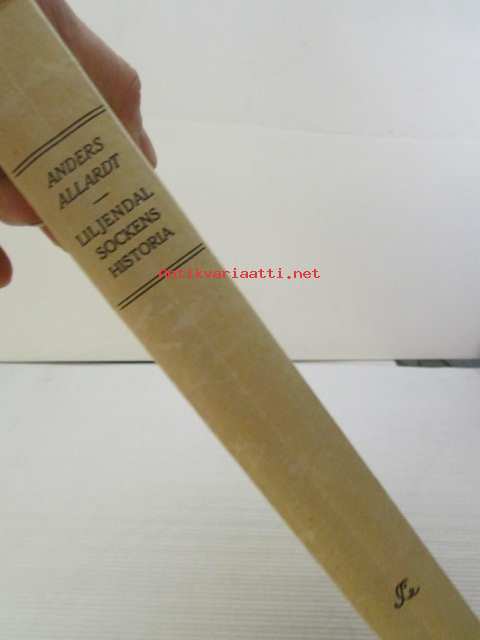 ANDERS
ALLARDT
—
LILJENDAL
SOCKENS
HISTORIA
Antikvariaatti.net